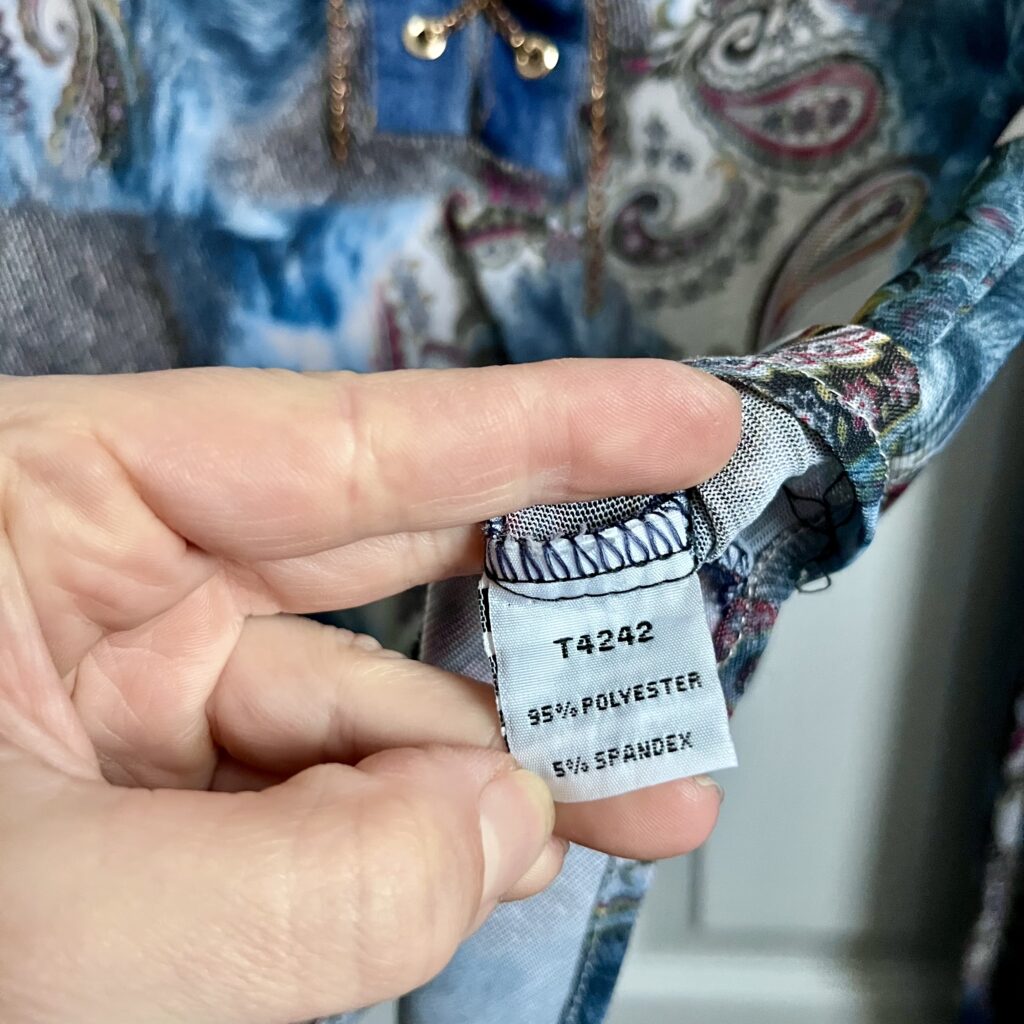 T4242
95% POLYESTER
5% SPANDEX